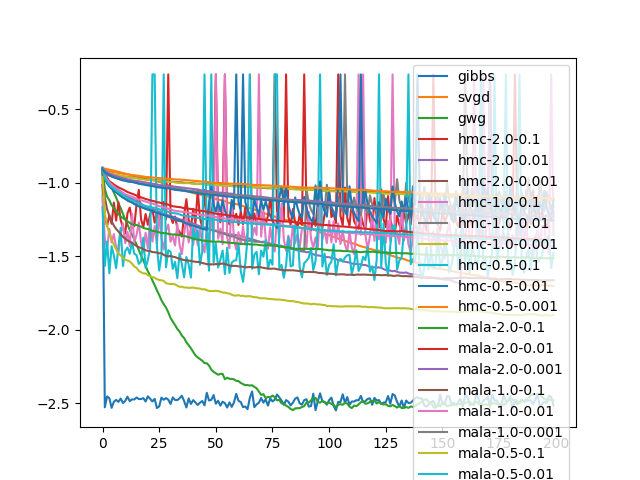 −0.5
−1.0
−1.5
−2.0
−2.5
0
25
50
75
100
125
150
175
200
gibbs
svgd
gwg
hmc-2.0-0.1
hmc-2.0-0.01
hmc-2.0-0.001
hmc-1.0-0.1
hmc-1.0-0.01
hmc-1.0-0.001
hmc-0.5-0.1
hmc-0.5-0.01
hmc-0.5-0.001
mala-2.0-0.1
mala-2.0-0.01
mala-2.0-0.001
mala-1.0-0.1
mala-1.0-0.01
mala-1.0-0.001
mala-0.5-0.1
mala-0.5-0.01